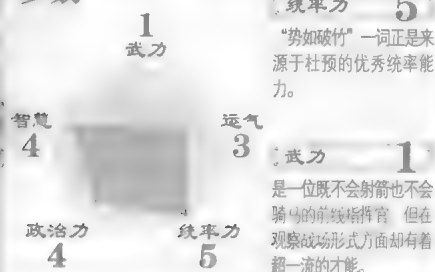 1
武力
智慧
4
运气
3
政治力
4
统率力
5
统率力 5
“势如破竹”一词正是来
源于杜预的优秀统率能
力。
武力 1
是一位既不会射箭也不会
骑马的前线指挥官 但在
观察战场形式方面却有着
超一流的才能。